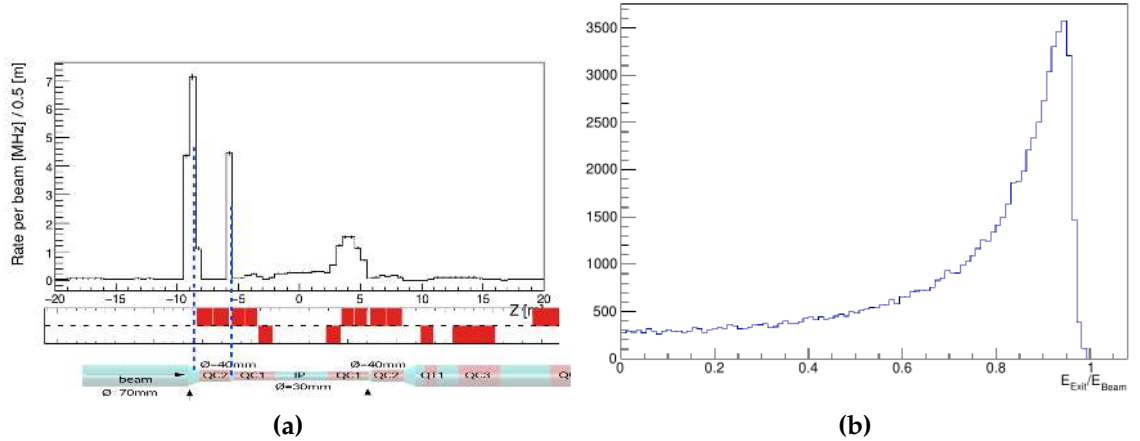 Rate per beam [MHz] / 0.5 [m]
7
6
5
4
3
2
1
0
−20 −15 −10 −5 0 5 10 15 20
Z [m
Ø=40mm Ø=40mm
beam QC2 QC1 IP QC1 QC2 QT1 QC3
Ø=70mm Ø=30mm
(a)
3500
3000
2500
2000
1500
1000
500
0
0 0.2 0.4 0.6 0.8 1
E_Exit/E_Beam
(b)